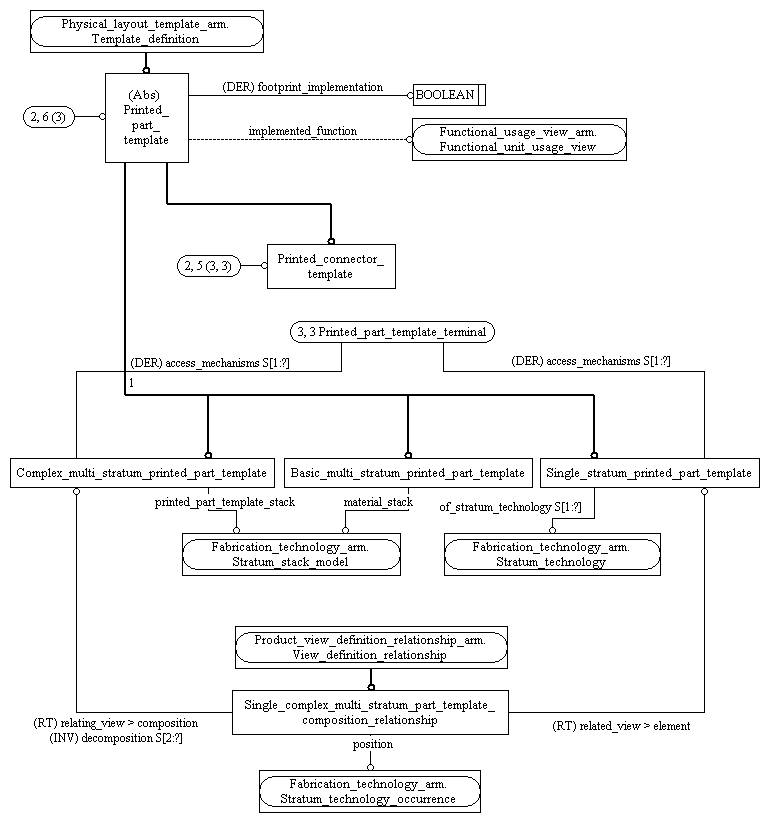 Physical_layout_template_arm.
Template_definition
(Abs)
Printed_
part_
template
(DER) footprint_implementation
BOOLEAN
2, 6 (3)
implemented_function
Functional_usage_view_arm.
Functional_unit_usage_view
2, 5 (3, 3)
Printed_connector_
template
3, 3 Printed_part_template_terminal
(DER) access_mechanisms S[1:?]
(DER) access_mechanisms S[1:?]
1
Complex_multi_stratum_printed_part_template
Basic_multi_stratum_printed_part_template
Single_stratum_printed_part_template
printed_part_template_stack
material_stack
of_stratum_technology S[1:?]
Fabrication_technology_arm.
Stratum_stack_model
Fabrication_technology_arm.
Stratum_technology
Product_view_definition_relationship_arm.
View_definition_relationship
Single_complex_multi_stratum_part_template_
composition_relationship
(RT) relating_view > composition
(INV) decomposition S[2:?]
(RT) related_view > element
position
Fabrication_technology_arm.
Stratum_technology_occurrence